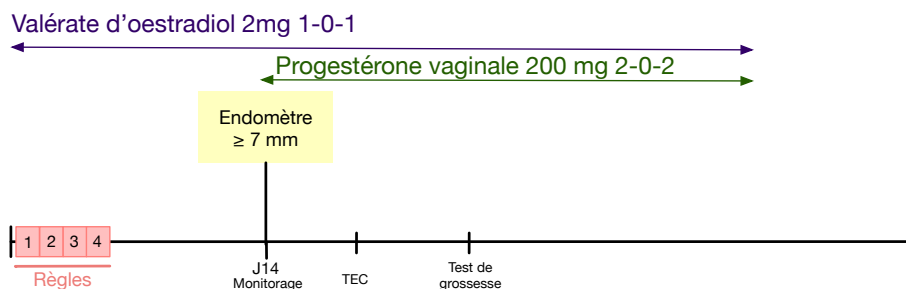 Valérate d'oestradiol 2mg 1-0-1
Progestérone vaginale 200 mg 2-0-2
Endomètre
≥ 7 mm
1 2 3 4
Règles
J14
Monitorage
TEC
Test de
grossesse